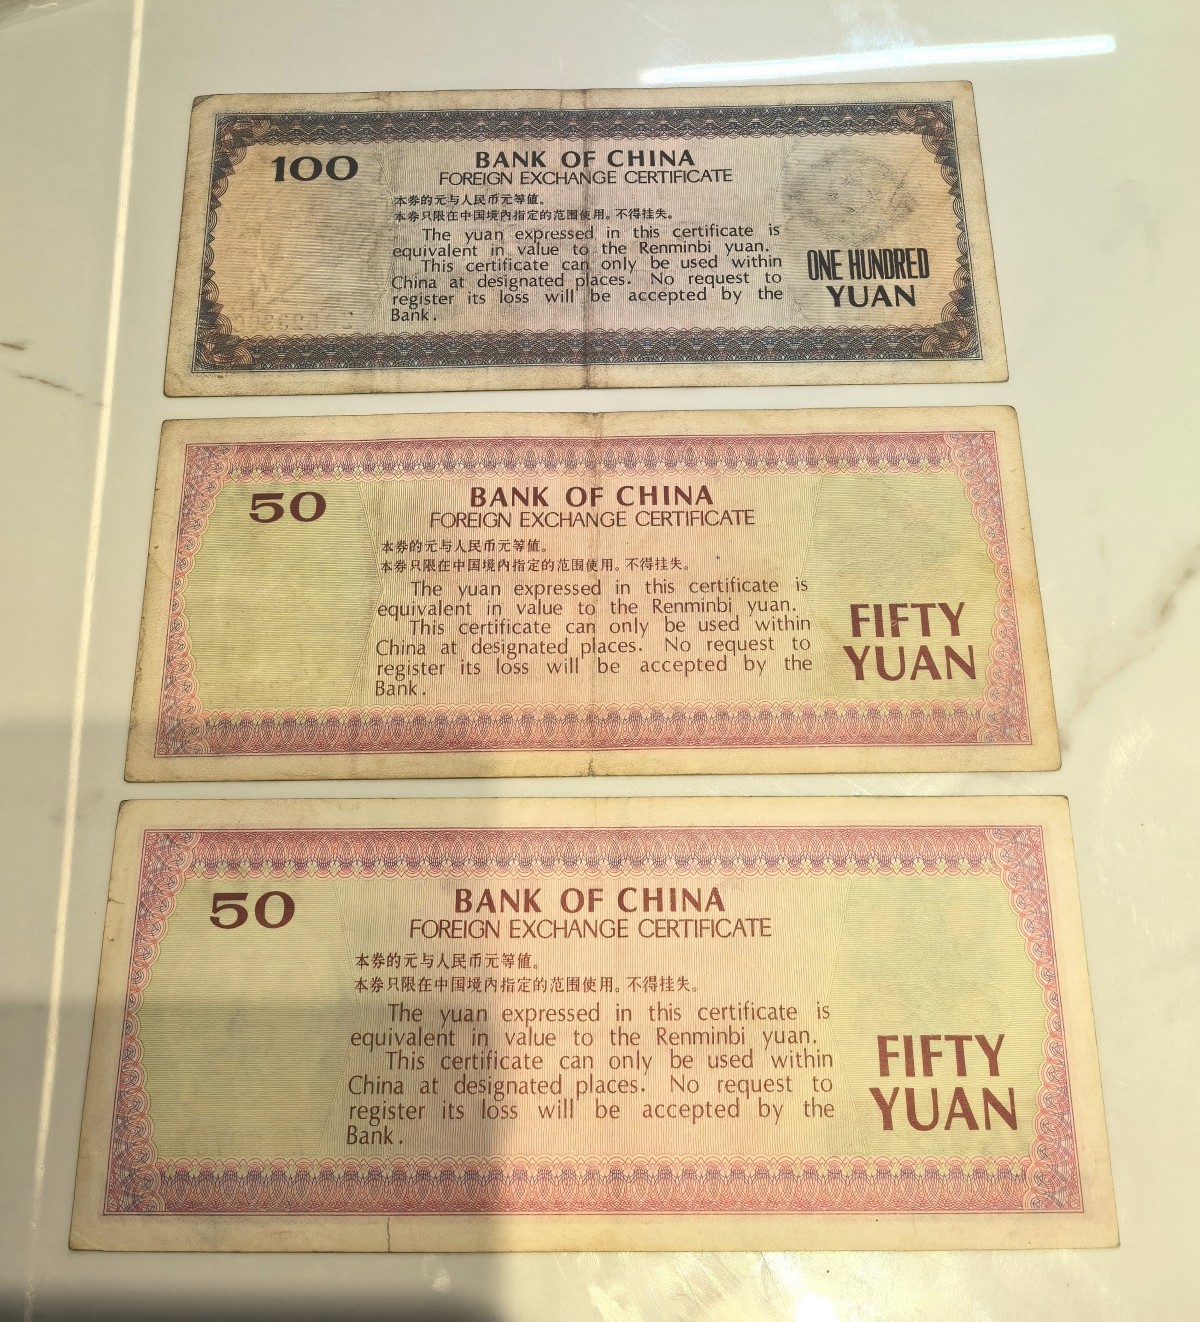 100
BANK OF CHINA
FOREIGN EXCHANGE CERTIFICATE
本券的元与人民币元等值。
本券只限在中国境内指定的范围使用。不得挂失。
The yuan expressed in this certificate is
equivalent in value to the Renminbi yuan.
This certificate can only be used within
China at designated places. No request to
register its loss will be accepted by the
Bank.
ONE HUNDRED
YUAN
50
BANK OF CHINA
FOREIGN EXCHANGE CERTIFICATE
本券的元与人民币元等值。
本券只限在中国境内指定的范围使用。不得挂失。
The yuan expressed in this certificate is
equivalent in value to the Renminbi yuan.
This certificate can only be used within
China at designated places. No request to
register its loss will be accepted by the
Bank.
FIFTY
YUAN
50
BANK OF CHINA
FOREIGN EXCHANGE CERTIFICATE
本券的元与人民币元等值。
本券只限在中国境内指定的范围使用。不得挂失。
The yuan expressed in this certificate is
equivalent in value to the Renminbi yuan.
This certificate can only be used within
China at designated places. No request to
register its loss will be accepted by the
Bank.
FIFTY
YUAN